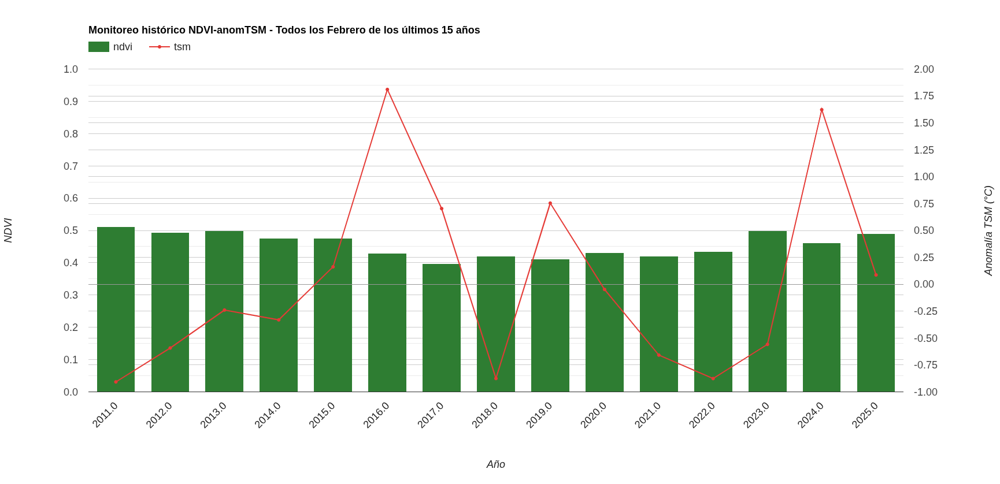 Monitoreo histórico NDVI-anomTSM - Todos los Febrero de los últimos 15 años
ndvi tsm
1.0 2.00
0.9 1.75
0.8 1.50
0.7 1.25
0.6 1.00
0.5 0.75
0.4 0.50
0.3 0.25
0.2 0.00
0.1 -0.25
0.0 -0.50
-0.75
-1.00
NDVI
Anomalía TSM (°C)
2011.0 2012.0 2013.0 2014.0 2015.0 2016.0 2017.0 2018.0 2019.0 2020.0 2021.0 2022.0 2023.0 2024.0 2025.0
Año